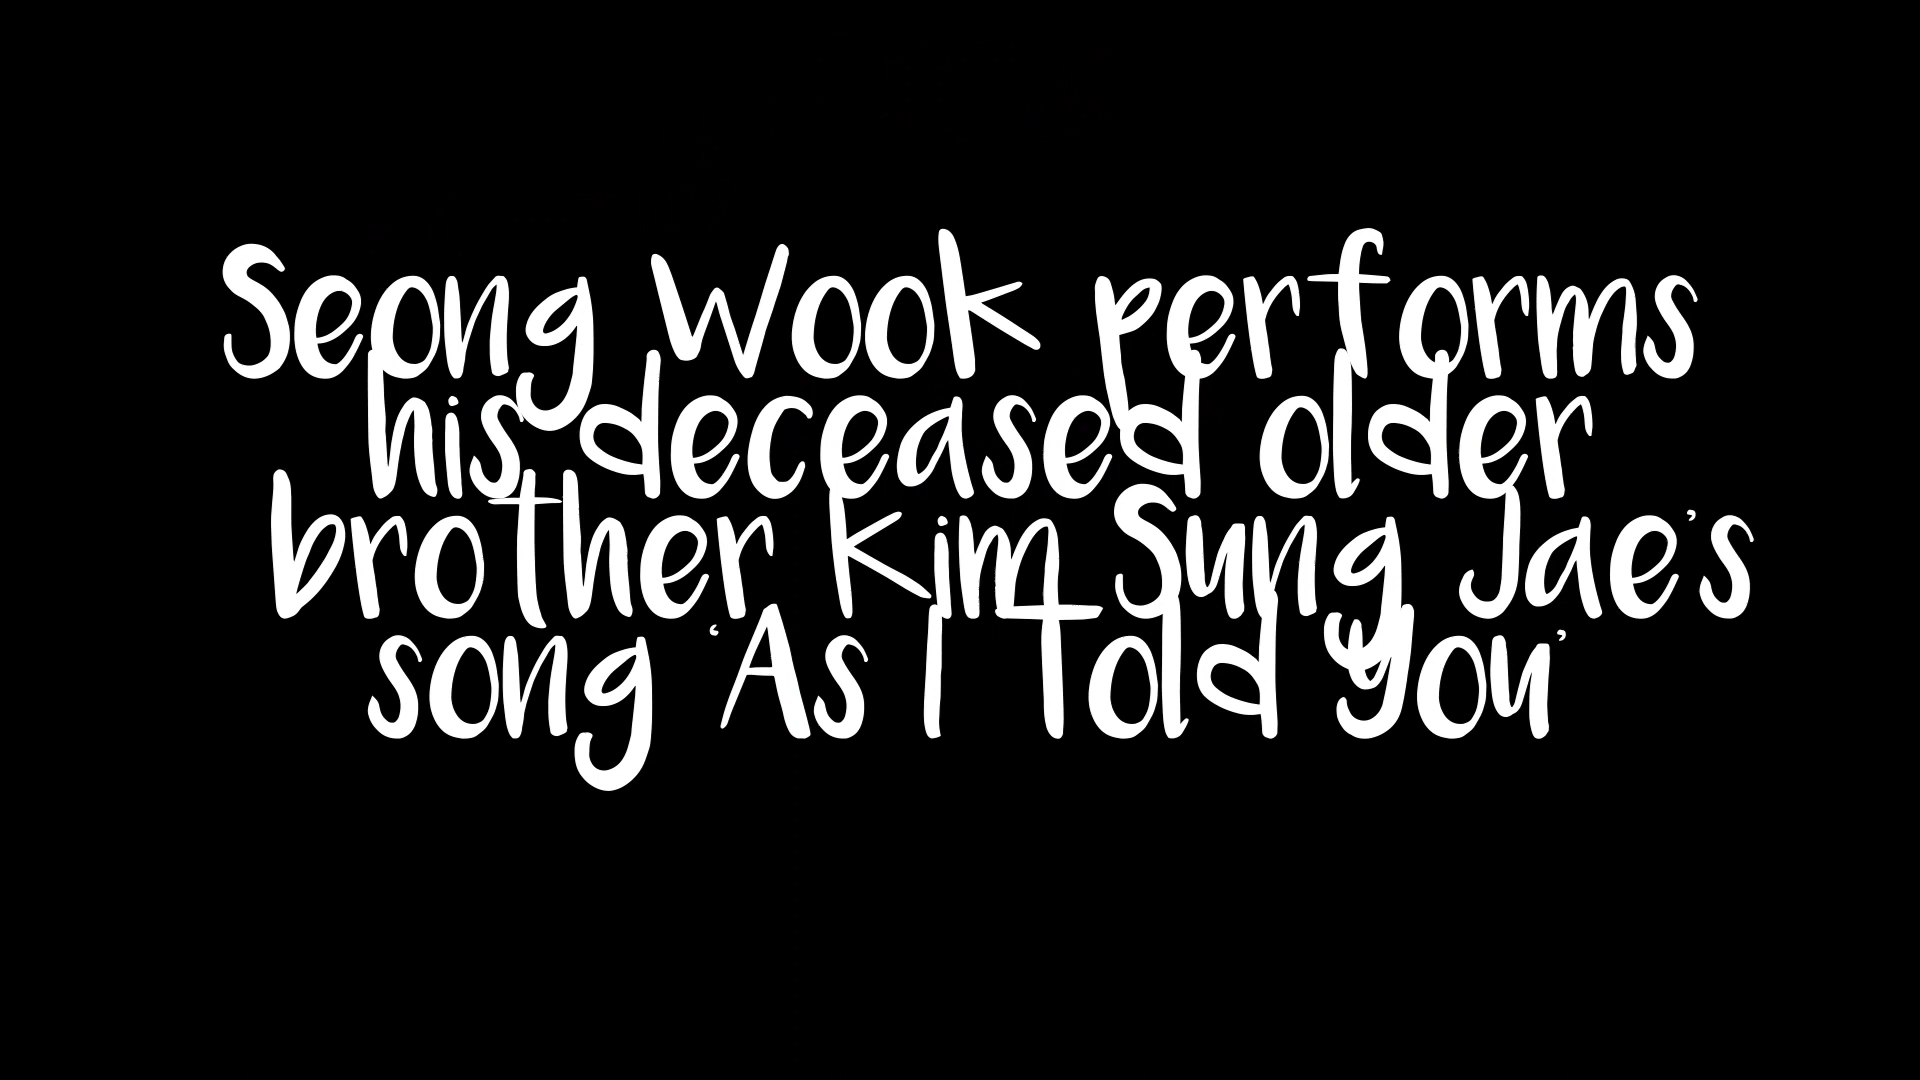 Seong Wook performs
his deceased older
brother Kim Sung Jae's
song 'As I Told You'